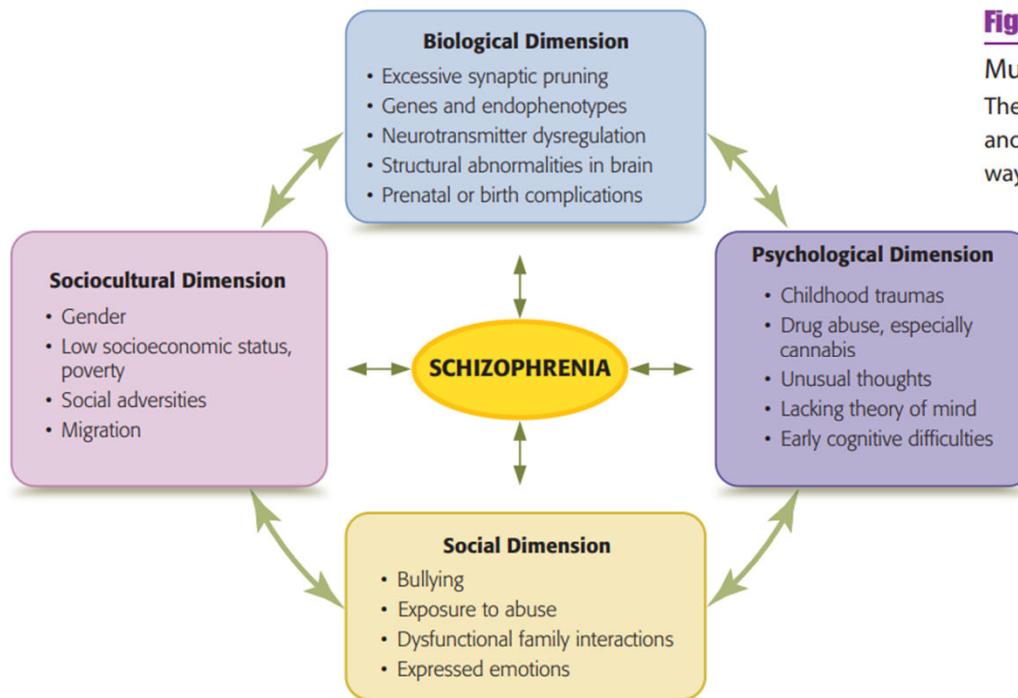 Biological Dimension
• Excessive synaptic pruning
• Genes and endophenotypes
• Neurotransmitter dysregulation
• Structural abnormalities in brain
• Prenatal or birth complications
Sociocultural Dimension
• Gender
• Low socioeconomic status,
poverty
• Social adversities
• Migration
SCHIZOPHRENIA
Psychological Dimension
• Childhood traumas
• Drug abuse, especially
cannabis
• Unusual thoughts
• Lacking theory of mind
• Early cognitive difficulties
Social Dimension
• Bullying
• Exposure to abuse
• Dysfunctional family interactions
• Expressed emotions
Fig
Mu
The
ano
way